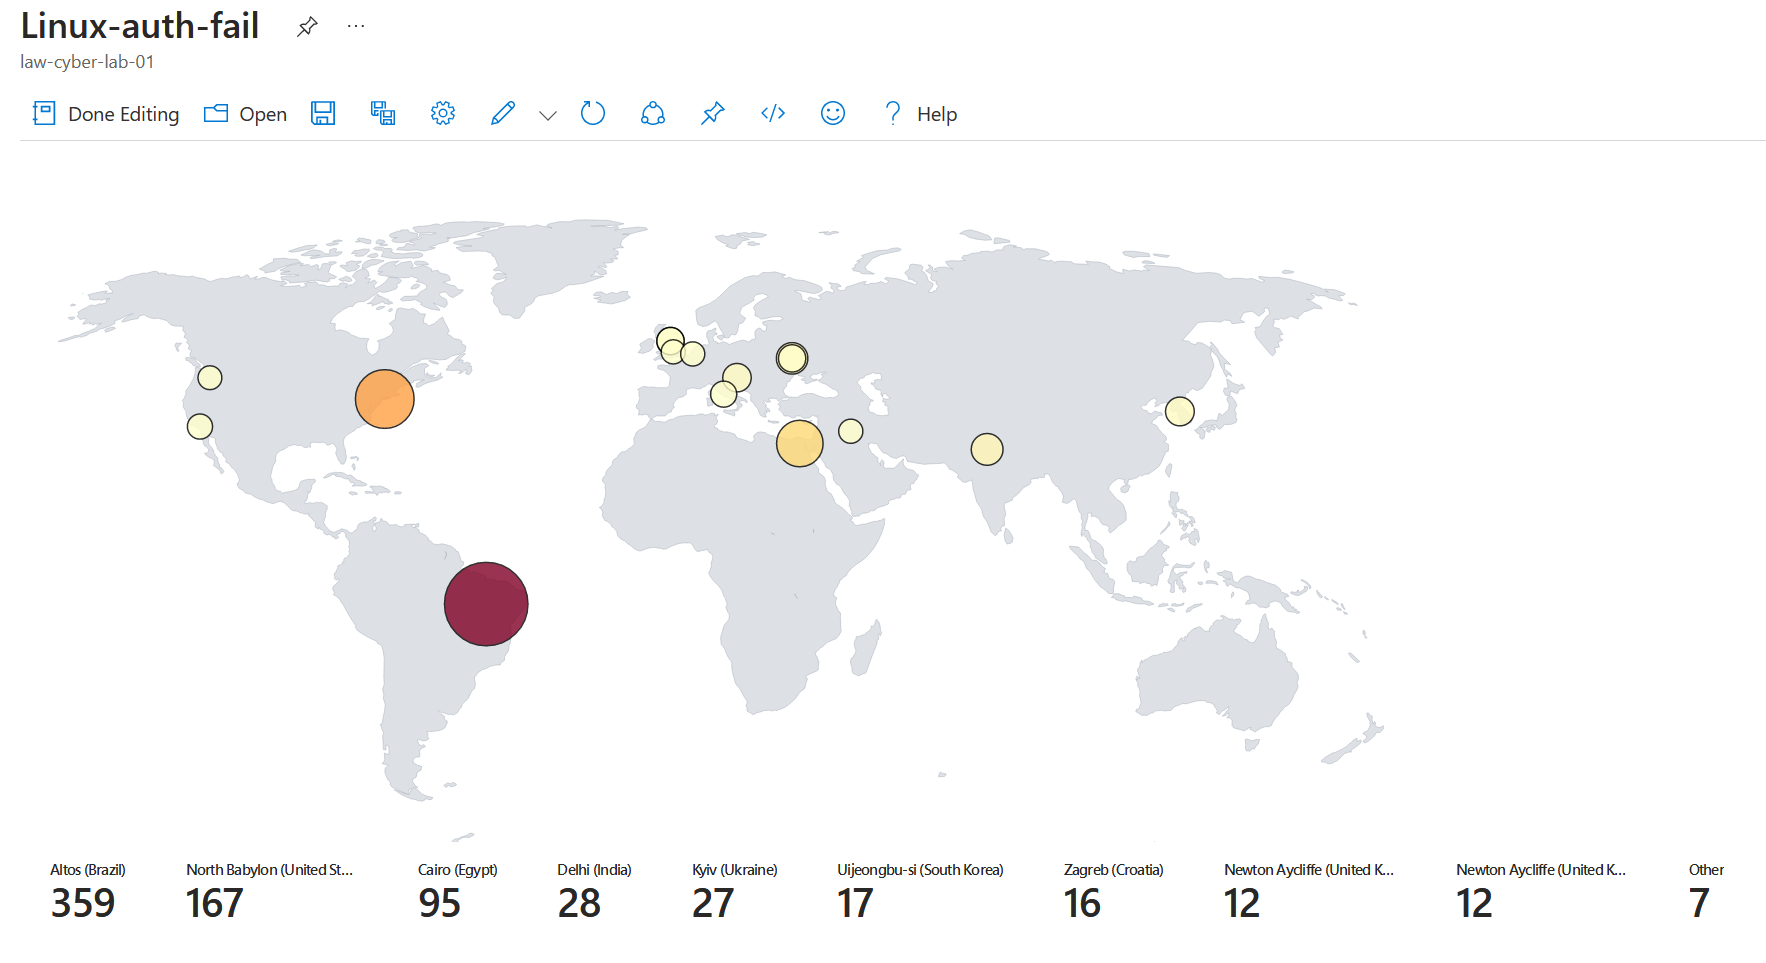 Linux-auth-fail
law-cyber-lab-01
Done Editing Open Help
Altos (Brazil) North Babylon (United St... Cairo (Egypt) Delhi (India) Kyiv (Ukraine) Uijeongbu-si (South Korea) Zagreb (Croatia) Newton Aycliffe (United K... Newton Aycliffe (United K... Other
359 167 95 28 27 17 16 12 12 7